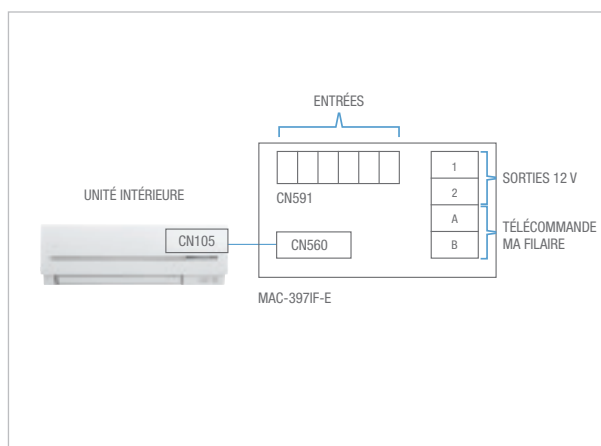 ENTRÉES
UNITÉ INTÉRIEURE
CN105
CN591
CN560
1
2
A
B
SORTIES 12 V
TÉLÉCOMMANDE
MA FILAIRE
MAC-397IF-E